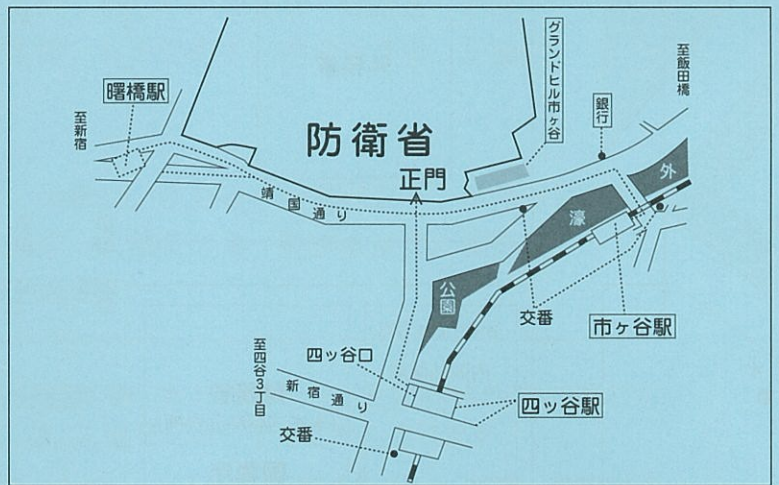 至飯田橋
グランドヒル市ヶ谷
銀行
曙橋駅
至新宿
防衛省
正門
外
濠
靖国通り
公園
交番
市ヶ谷駅
至四谷3丁目
四ッ谷口
新宿通り
四ッ谷駅
交番